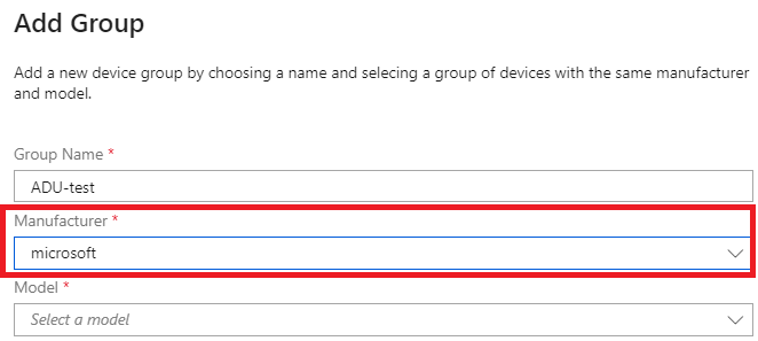 Add Group
Add a new device group by choosing a name and selecing a group of devices with the same manufacturer
and model.
Group Name *
ADU-test
Manufacturer *
microsoft
Model *
Select a model